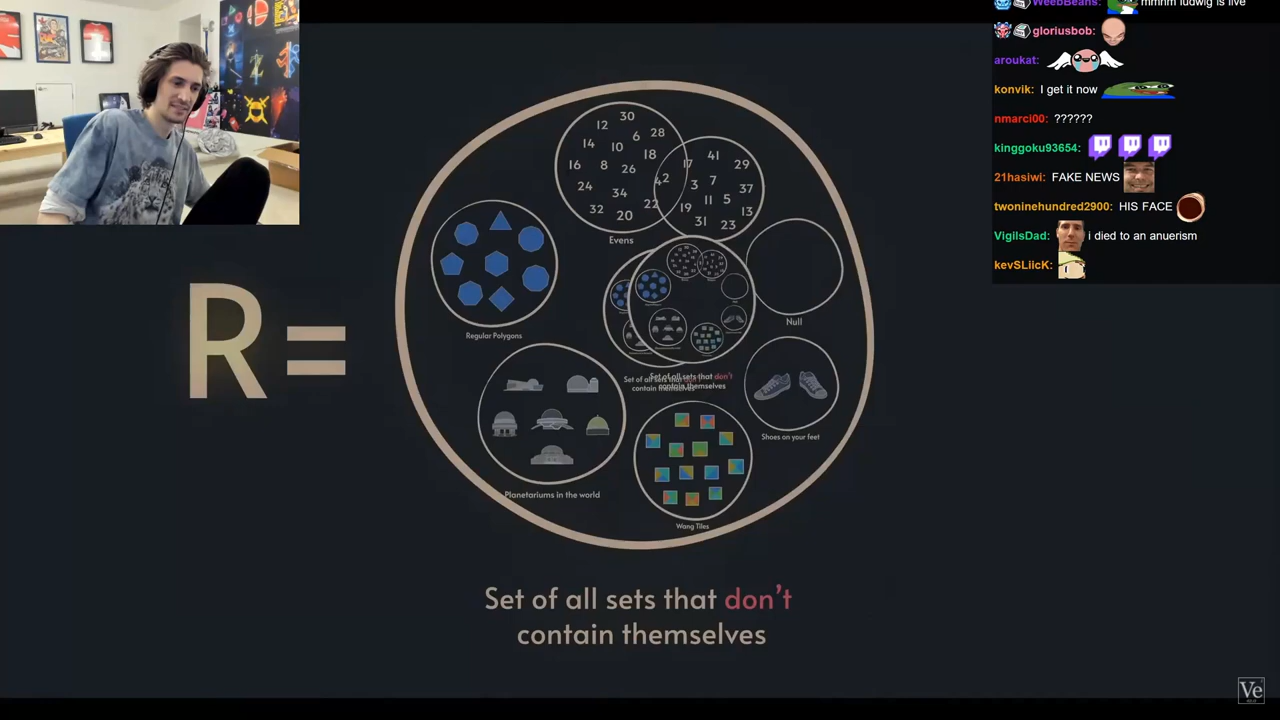 WeebBeans: mmhm ludwig is live
gloriusbob:
aroukat:
konvik: I get it now
nmarci00: ??????
kinggoku93654:
21hasiwi: FAKE NEWS
twoninehundred2900: HIS FACE
VigilsDad: i died to an anuerism
kevSLiicK:
R=
30
12
28
6
14
10
18
16
8
26
24
34
32
20
22
42
Evens
17
41
29
3
7
37
11
5
19
13
31
23
Regular Polygons
Null
Set of all sets that don't
contain themselves
Shoes on your feet
Planetariums in the world
Wang Tiles
Set of all sets that don't
contain themselves
Ve